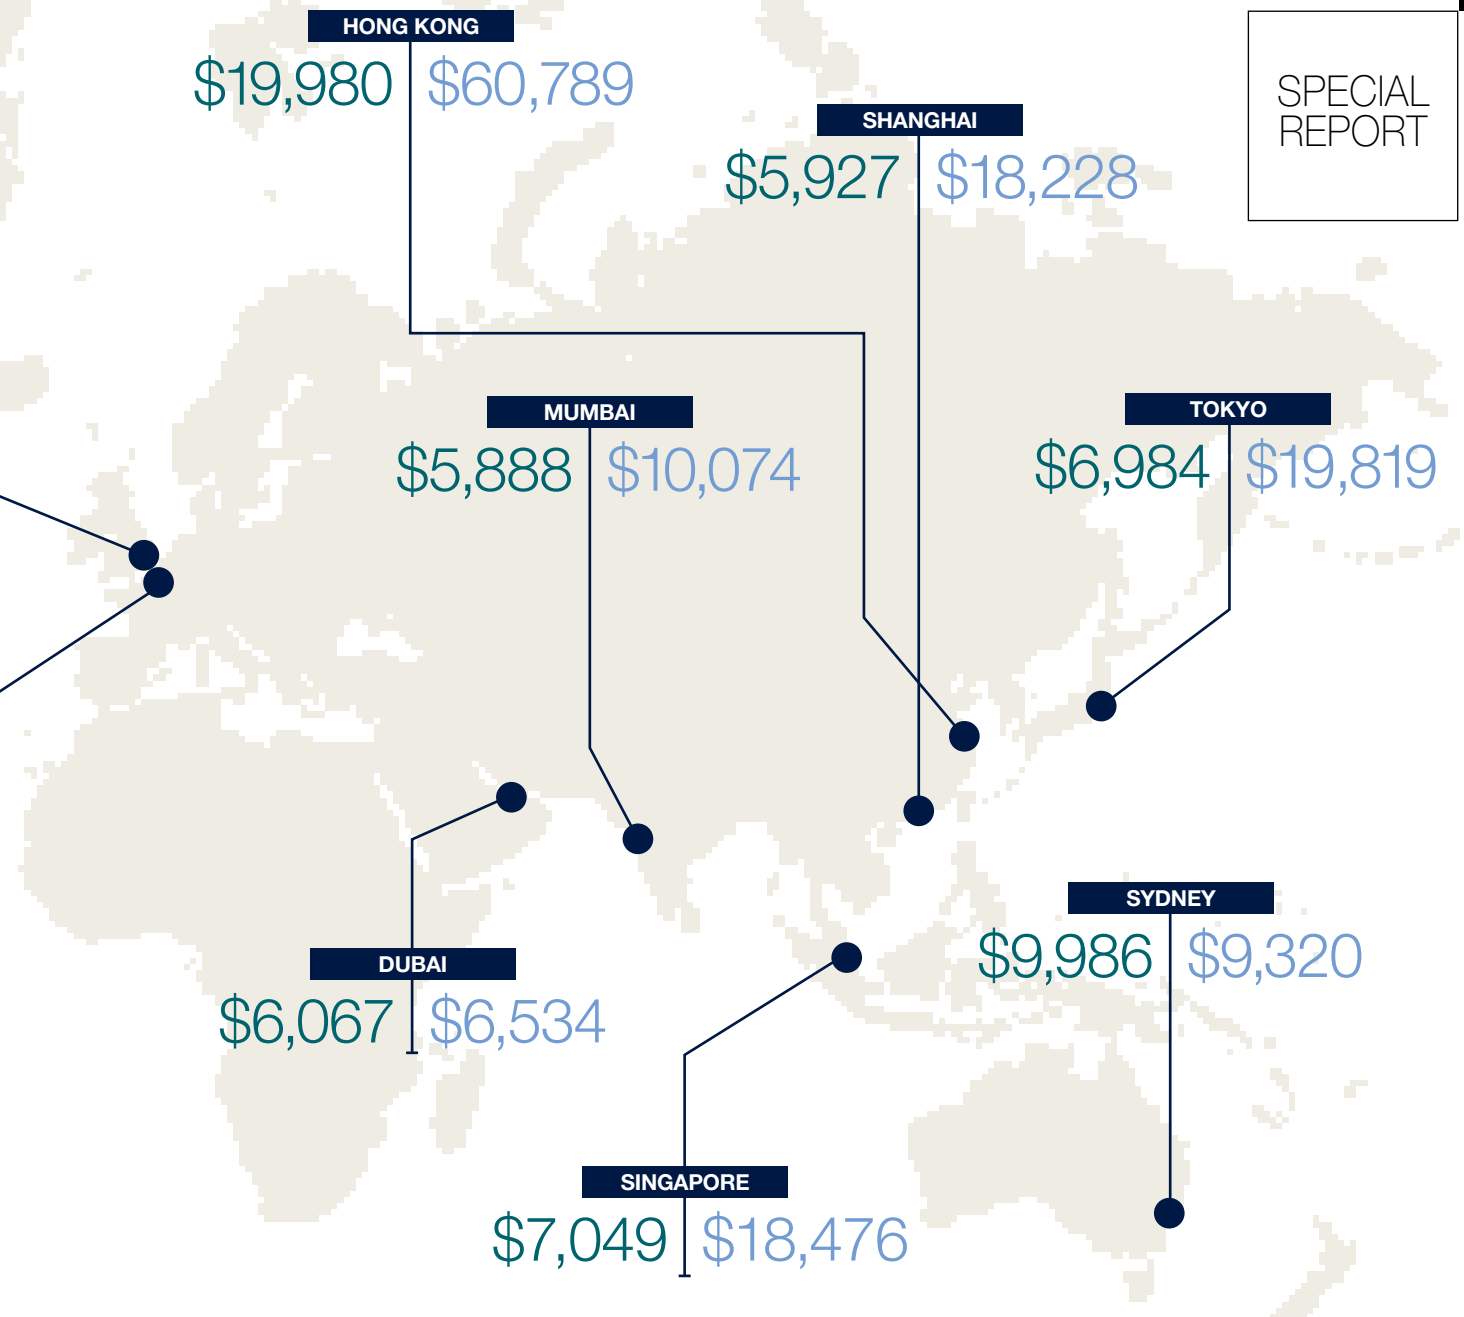 HONG KONG
$19,980 $60,789
SPECIAL
REPORT
SHANGHAI
$5,927 $18,228
MUMBAI
$5,888 $10,074
TOKYO
$6,984 $19,819
SYDNEY
$9,986 $9,320
DUBAI
$6,067 $6,534
SINGAPORE
$7,049 $18,476